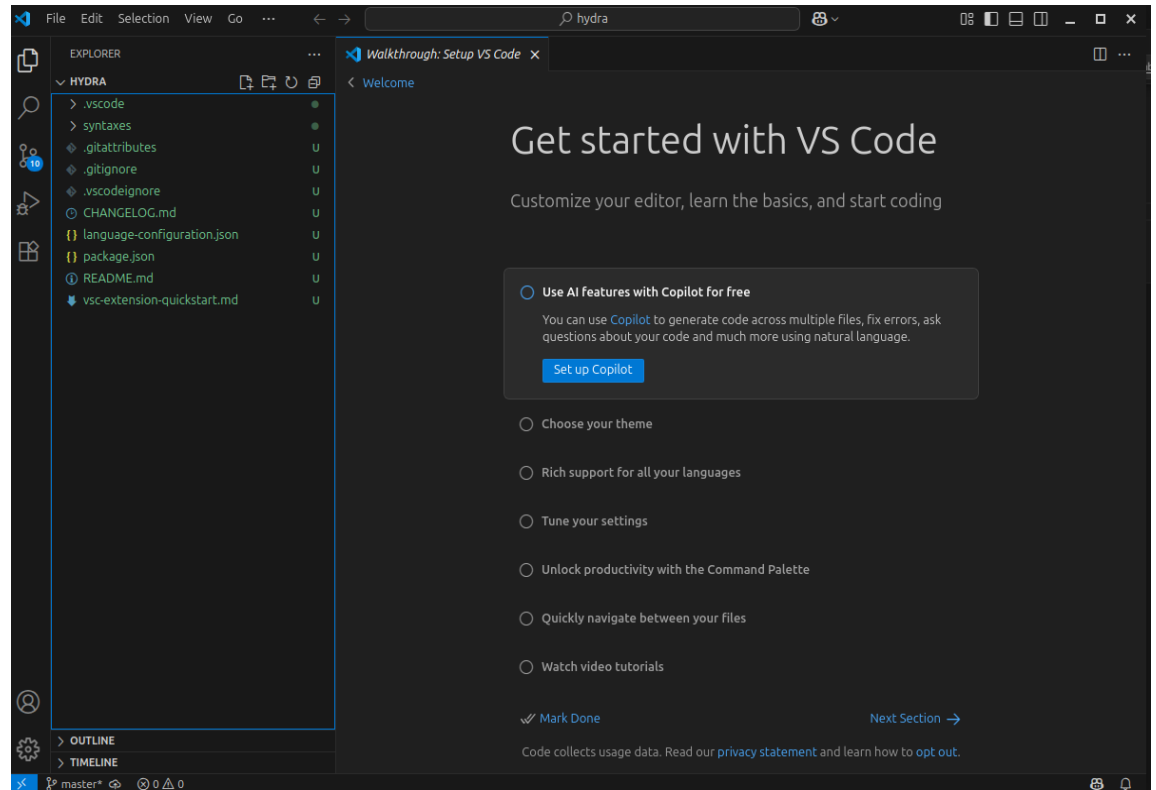 File Edit Selection View Go ··· hydra
EXPLORER ···
HYDRA
.vscode
syntaxes
.gitattributes U
.gitignore U
.vscodeignore U
CHANGELOG.md U
{} language-configuration.json U
{} package.json U
README.md U
vsc-extension-quickstart.md U
10
OUTLINE
TIMELINE
Walkthrough: Setup VS Code
Welcome
Get started with VS Code
Customize your editor, learn the basics, and start coding
Use AI features with Copilot for free
You can use Copilot to generate code across multiple files, fix errors, ask
questions about your code and much more using natural language.
Set up Copilot
Choose your theme
Rich support for all your languages
Tune your settings
Unlock productivity with the Command Palette
Quickly navigate between your files
Watch video tutorials
Mark Done Next Section
Code collects usage data. Read our privacy statement and learn how to opt out.
master* 0 0